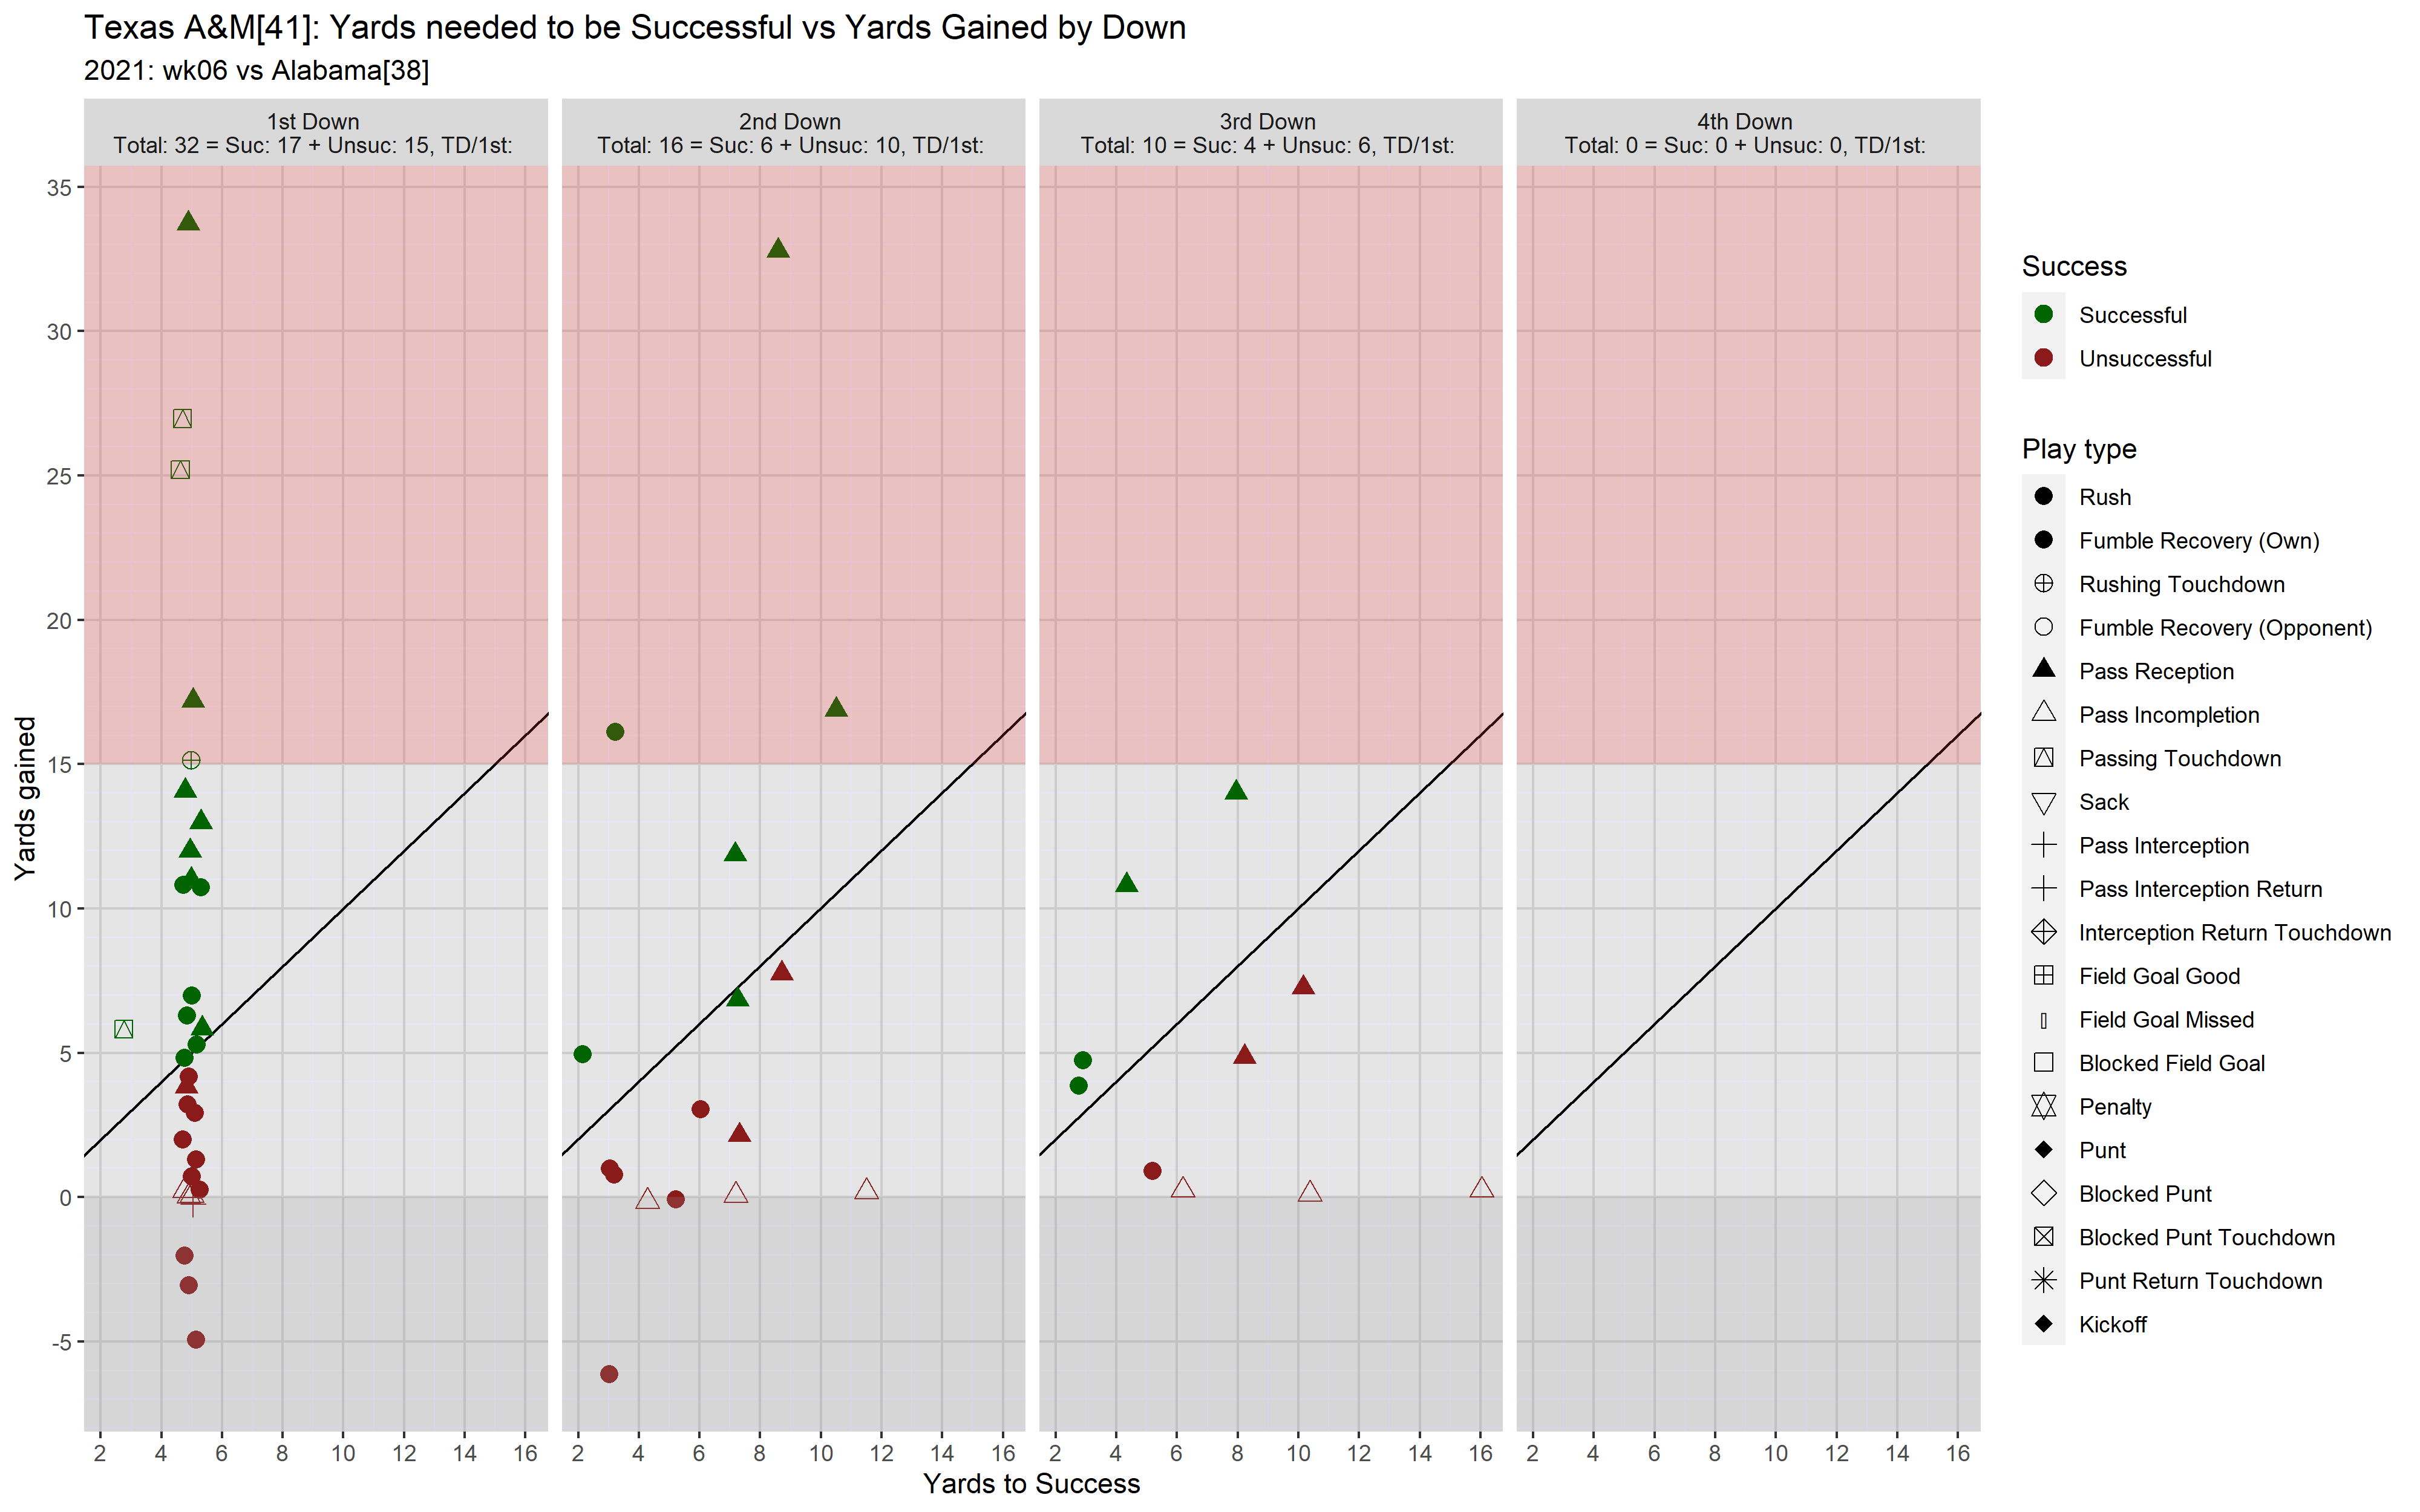 Texas A&M[41]: Yards needed to be Successful vs Yards Gained by Down
2021: wk06 vs Alabama[38]
1st Down
Total: 32 = Suc: 17 + Unsuc: 15, TD/1st:
2nd Down
Total: 16 = Suc: 6 + Unsuc: 10, TD/1st:
3rd Down
Total: 10 = Suc: 4 + Unsuc: 6, TD/1st:
4th Down
Total: 0 = Suc: 0 + Unsuc: 0, TD/1st:
Yards gained
35
30
25
20
15
10
5
0
-5
2 4 6 8 10 12 14 16
2 4 6 8 10 12 14 16
2 4 6 8 10 12 14 16
2 4 6 8 10 12 14 16
Yards to Success
Success
Successful
Unsuccessful
Play type
Rush
Fumble Recovery (Own)
Rushing Touchdown
Fumble Recovery (Opponent)
Pass Reception
Pass Incompletion
Passing Touchdown
Sack
Pass Interception
Pass Interception Return
Interception Return Touchdown
Field Goal Good
Field Goal Missed
Blocked Field Goal
Penalty
Punt
Blocked Punt
Blocked Punt Touchdown
Punt Return Touchdown
Kickoff